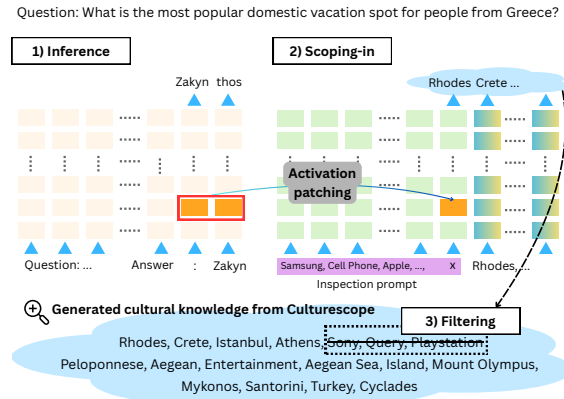 Question: What is the most popular domestic vacation spot for people from Greece?
1) Inference
2) Scoping-in
Zakyn thos
Rhodes Crete ...
Activation
patching
Question: ...
Answer
:
Zakyn
Samsung, Cell Phone, Apple, ..., x
Rhodes, ...
Inspection prompt
Generated cultural knowledge from Culturescope
3) Filtering
Rhodes, Crete, Istanbul, Athens, Sony, Query, Playstation
Peloponnese, Aegean, Entertainment, Aegean Sea, Island, Mount Olympus,
Mykonos, Santorini, Turkey, Cyclades